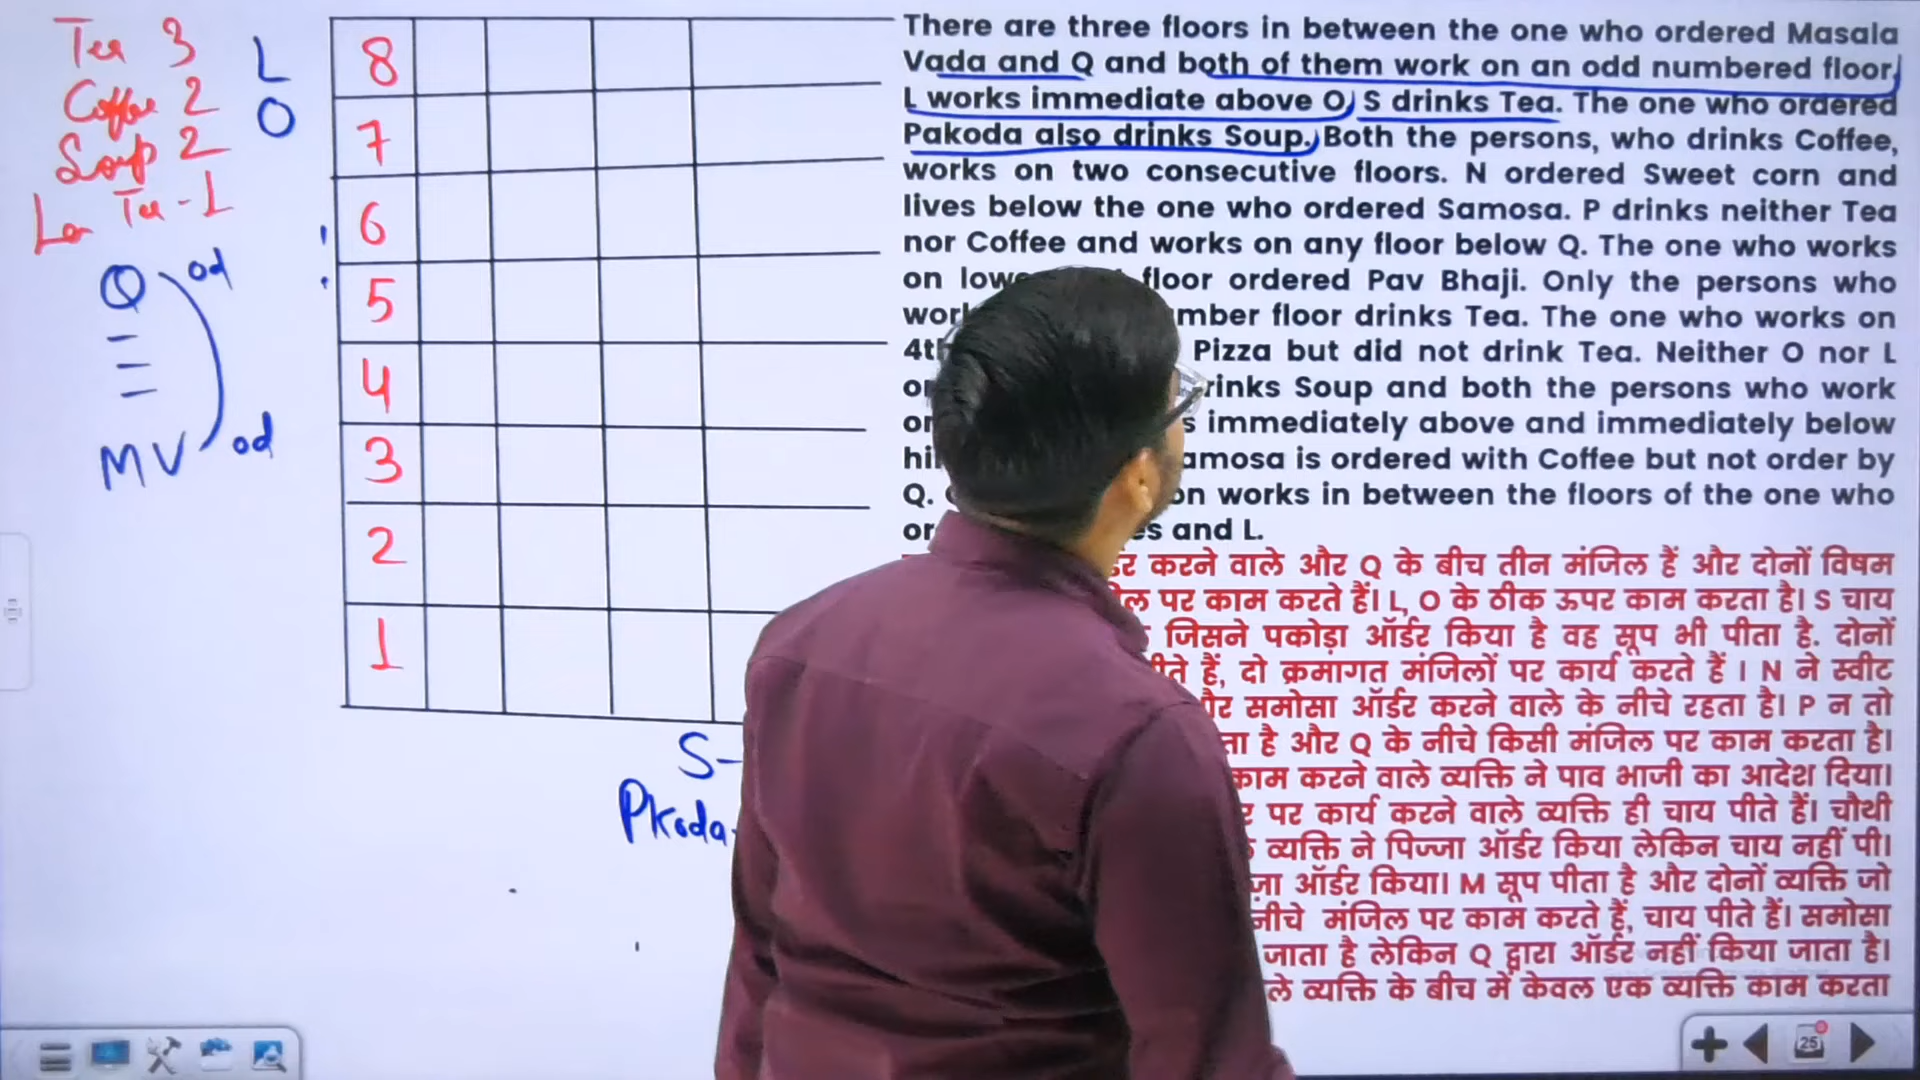 Tea 3
Coffee 2
Soup 2
Le Tea - 1
L
O
Q od
MV od
8
7
6
5
4
3
2
1
S-
Pkoda-
There are three floors in between the one who ordered Masala
Vada and Q and both of them work on an odd numbered floor,
L works immediate above O, S drinks Tea. The one who ordered
Pakoda also drinks Soup. Both the persons, who drinks Coffee,
works on two consecutive floors. N ordered Sweet corn and
lives below the one who ordered Samosa. P drinks neither Tea
nor Coffee and works on any floor below Q. The one who works
on floor ordered Pav Bhaji. Only the persons who
floor drinks Tea. The one who works on
Pizza but did not drink Tea. Neither O nor L
Soup and both the persons who work
immediately above and immediately below
is ordered with Coffee but not order by
Q. works in between the floors of the one who
and L.
करने वाले और Q के बीच तीन मंजिल हैं और दोनों विषम
पर काम करते हैं। L, O के ठीक ऊपर काम करता है। S चाय
जिसने पकोड़ा ऑर्डर किया है वह सूप भी पीता है. दोनों
हैं, दो क्रमागत मंजिलों पर कार्य करते हैं । N ने स्वीट
समोसा ऑर्डर करने वाले के नीचे रहता है। P न तो
है और Q के नीचे किसी मंजिल पर काम करता है।
काम करने वाले व्यक्ति ने पाव भाजी का आदेश दिया।
पर कार्य करने वाले व्यक्ति ही चाय पीते हैं। चौथी
व्यक्ति ने पिज्जा ऑर्डर किया लेकिन चाय नहीं पी।
ऑर्डर किया। M सूप पीता है और दोनों व्यक्ति जो
मंजिल पर काम करते हैं, चाय पीते हैं। समोसा
जाता है लेकिन Q द्वारा ऑर्डर नहीं किया जाता है।
व्यक्ति के बीच में केवल एक व्यक्ति काम करता
25